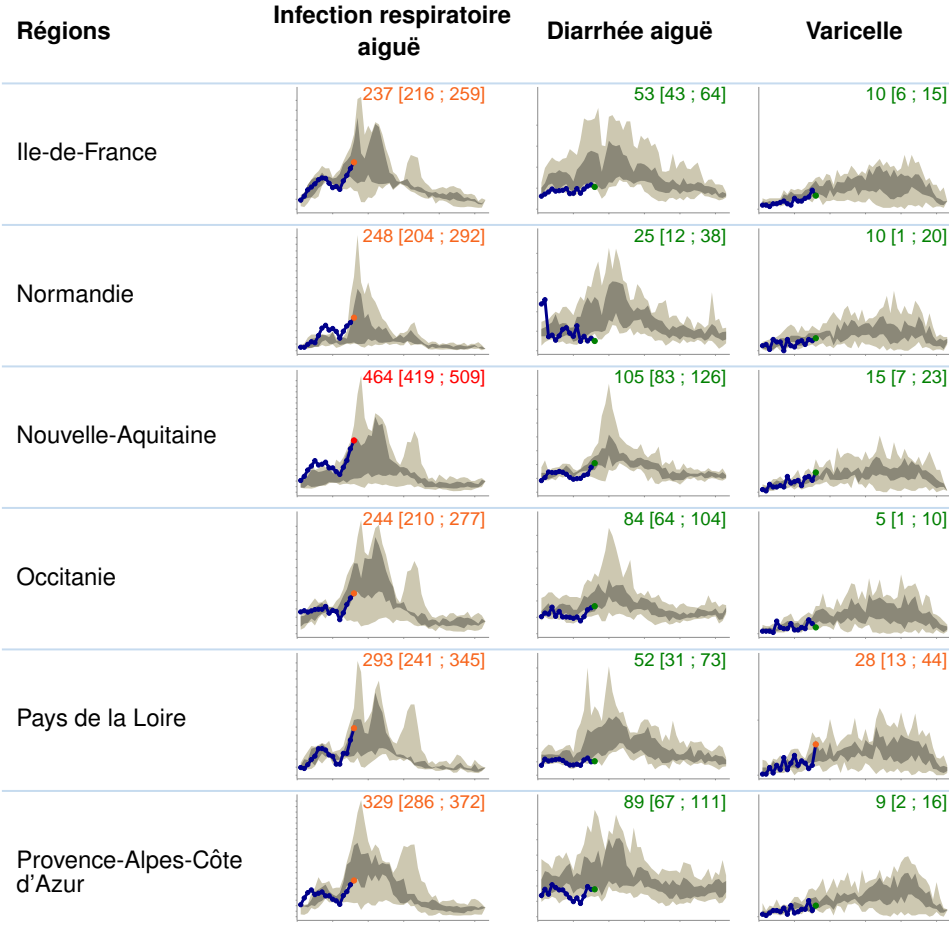 Régions
Infection respiratoire
aiguë
Diarrhée aiguë
Varicelle
Ile-de-France
237 [216 ; 259]
53 [43 ; 64]
10 [6 ; 15]
Normandie
248 [204 ; 292]
25 [12 ; 38]
10 [1 ; 20]
Nouvelle-Aquitaine
464 [419 ; 509]
105 [83 ; 126]
15 [7 ; 23]
Occitanie
244 [210 ; 277]
84 [64 ; 104]
5 [1 ; 10]
Pays de la Loire
293 [241 ; 345]
52 [31 ; 73]
28 [13 ; 44]
Provence-Alpes-Côte
d'Azur
329 [286 ; 372]
89 [67 ; 111]
9 [2 ; 16]